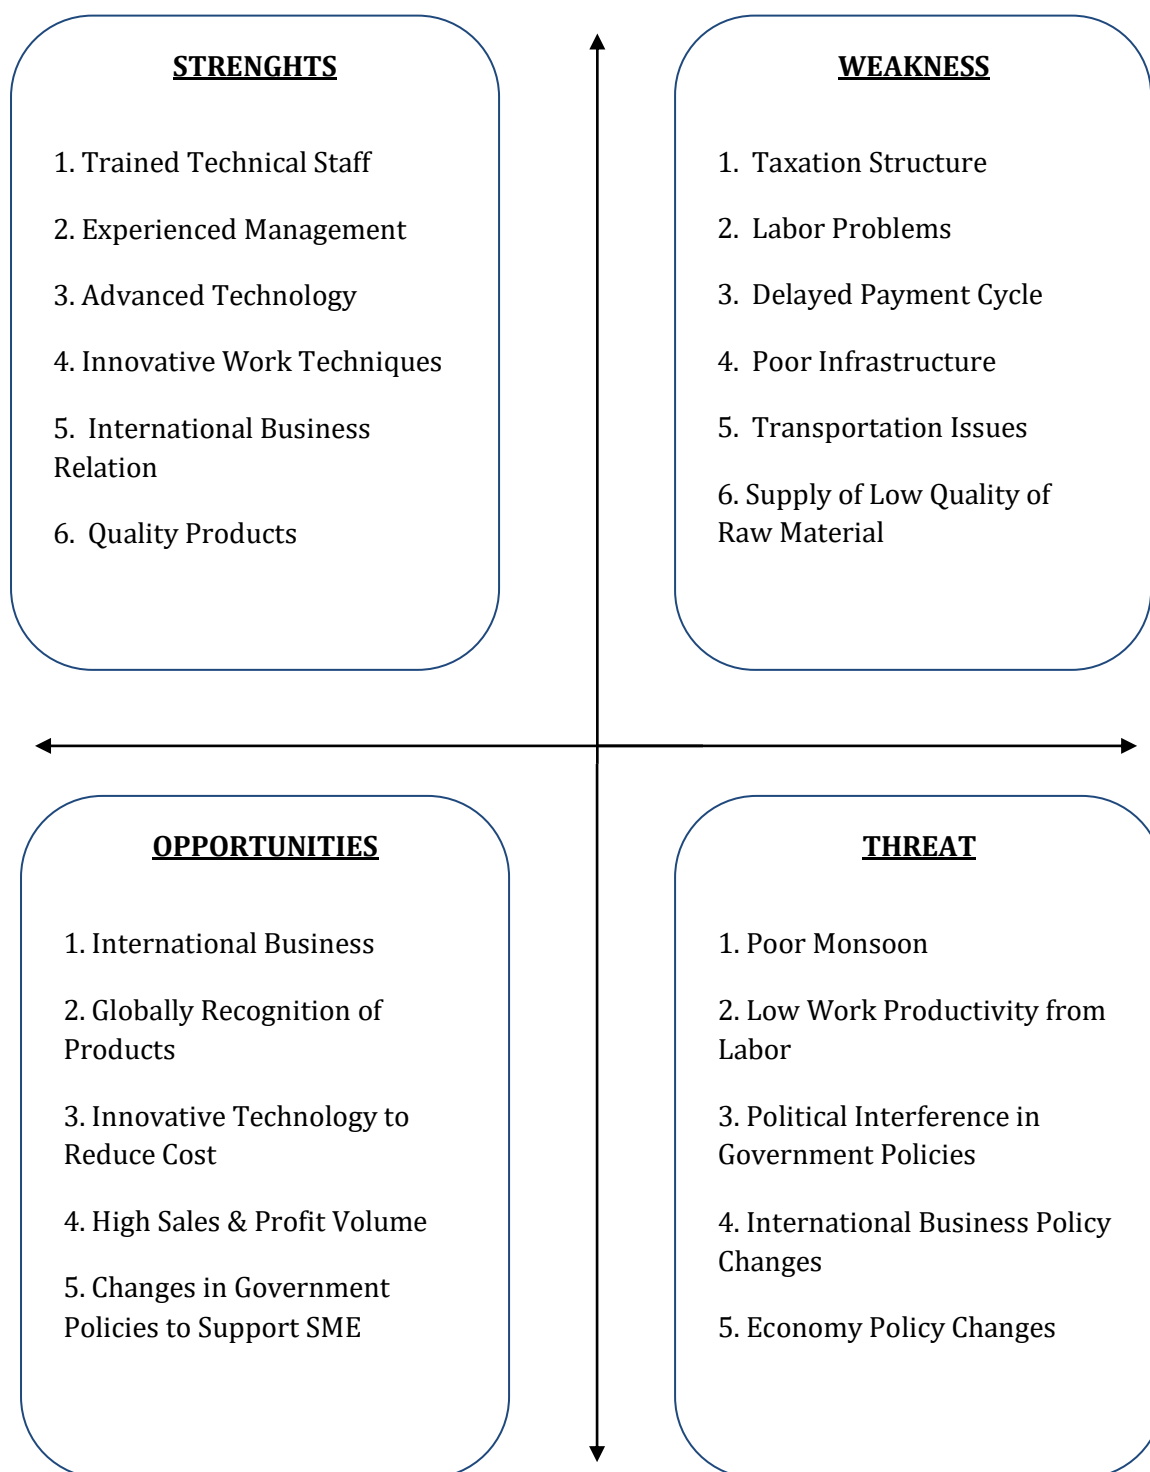 STRENGHTS
1. Trained Technical Staff
2. Experienced Management
3. Advanced Technology
4. Innovative Work Techniques
5.  International Business
Relation
6.  Quality Products
WEAKNESS
1.  Taxation Structure
2.  Labor Problems
3.  Delayed Payment Cycle
4.  Poor Infrastructure
5.  Transportation Issues
6. Supply of Low Quality of
Raw Material
OPPORTUNITIES
1. International Business
2. Globally Recognition of
Products
3. Innovative Technology to
Reduce Cost
4. High Sales & Profit Volume
5. Changes in Government
Policies to Support SME
THREAT
1. Poor Monsoon
2. Low Work Productivity from
Labor
3. Political Interference in
Government Policies
4. International Business Policy
Changes
5. Economy Policy Changes